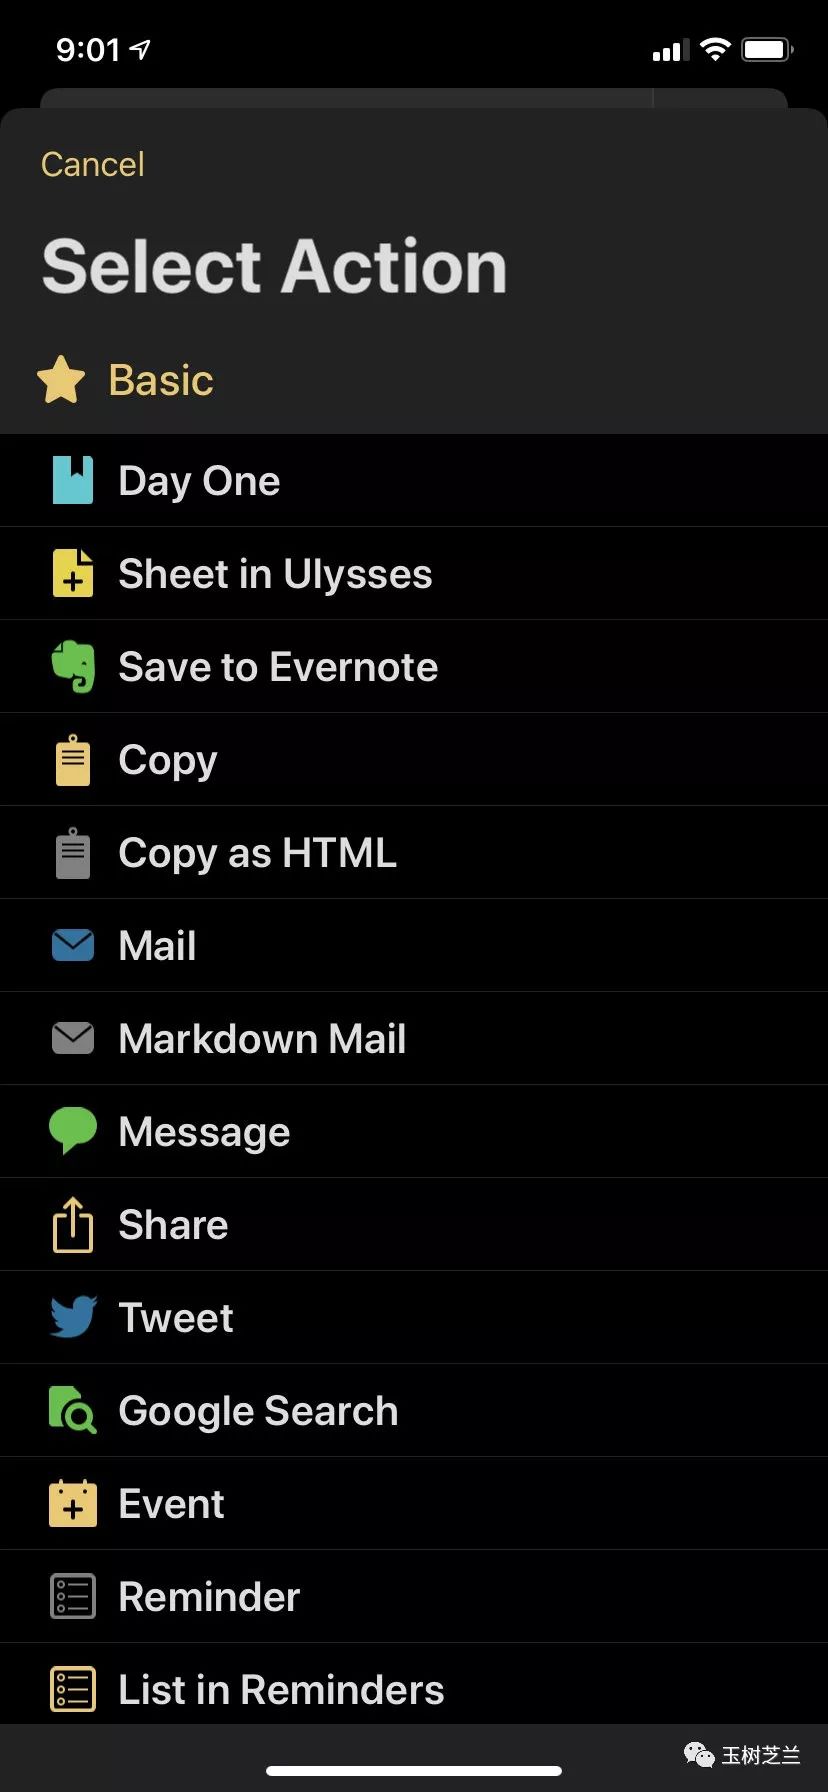 9:01
Cancel
Select Action
Basic
Day One
Sheet in Ulysses
Save to Evernote
Copy
Copy as HTML
Mail
Markdown Mail
Message
Share
Tweet
Google Search
Event
Reminder
List in Reminders
玉树芝兰